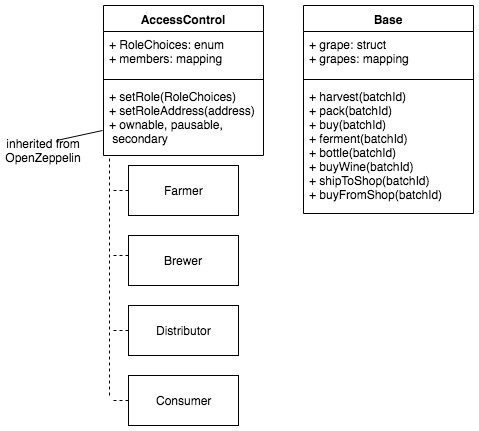 AccessControl
+ RoleChoices: enum
+ members: mapping
+ setRole(RoleChoices)
+ setRoleAddress(address)
+ ownable, pausable,
secondary
inherited from
OpenZeppelin
Farmer
Brewer
Distributor
Consumer
Base
+ grape: struct
+ grapes: mapping
+ harvest(batchId)
+ pack(batchId)
+ buy(batchId)
+ ferment(batchId)
+ bottle(batchId)
+ buyWine(batchId)
+ shipToShop(batchId)
+ buyFromShop(batchId)